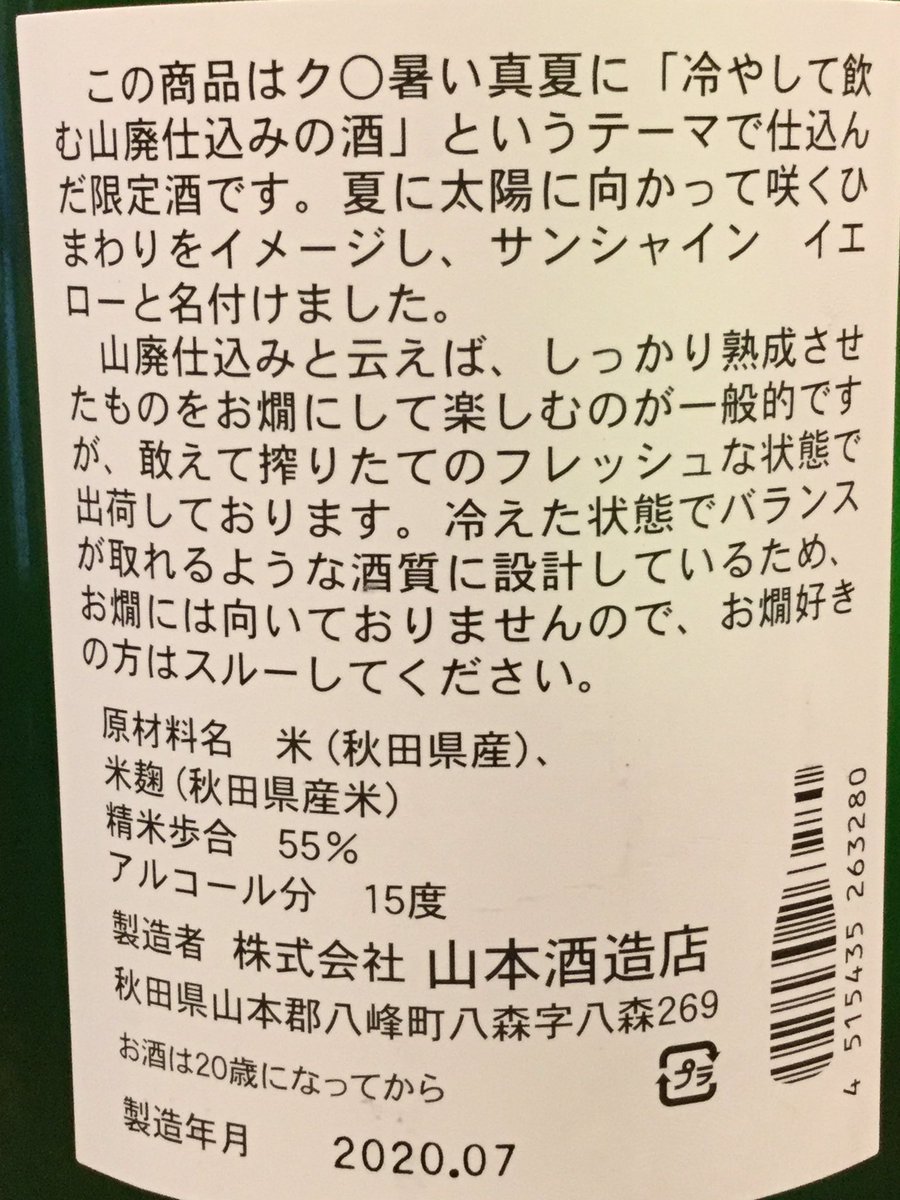 この商品はク〇暑い真夏に「冷やして飲
む山廃仕込みの酒」というテーマで仕込ん
だ限定酒です。夏に太陽に向かって咲くひ
まわりをイメージし、サンシャイン　イエ
ローと名付けました。
山廃仕込みと云えば、しっかり熟成させ
たものをお燗にして楽しむのが一般的です
が、敢えて搾りたてのフレッシュな状態で
出荷しております。冷えた状態でバランス
が取れるような酒質に設計しているため、
お燗には向いておりませんので、お燗好き
の方はスルーしてください。
原材料名　米（秋田県産）、
米麹（秋田県産米）
精米歩合　55％
アルコール分　15度
製造者　株式会社　山本酒造店
秋田県山本郡八峰町八森字八森269
お酒は20歳になってから
プラ
製造年月　2020.07
4 515435 263280